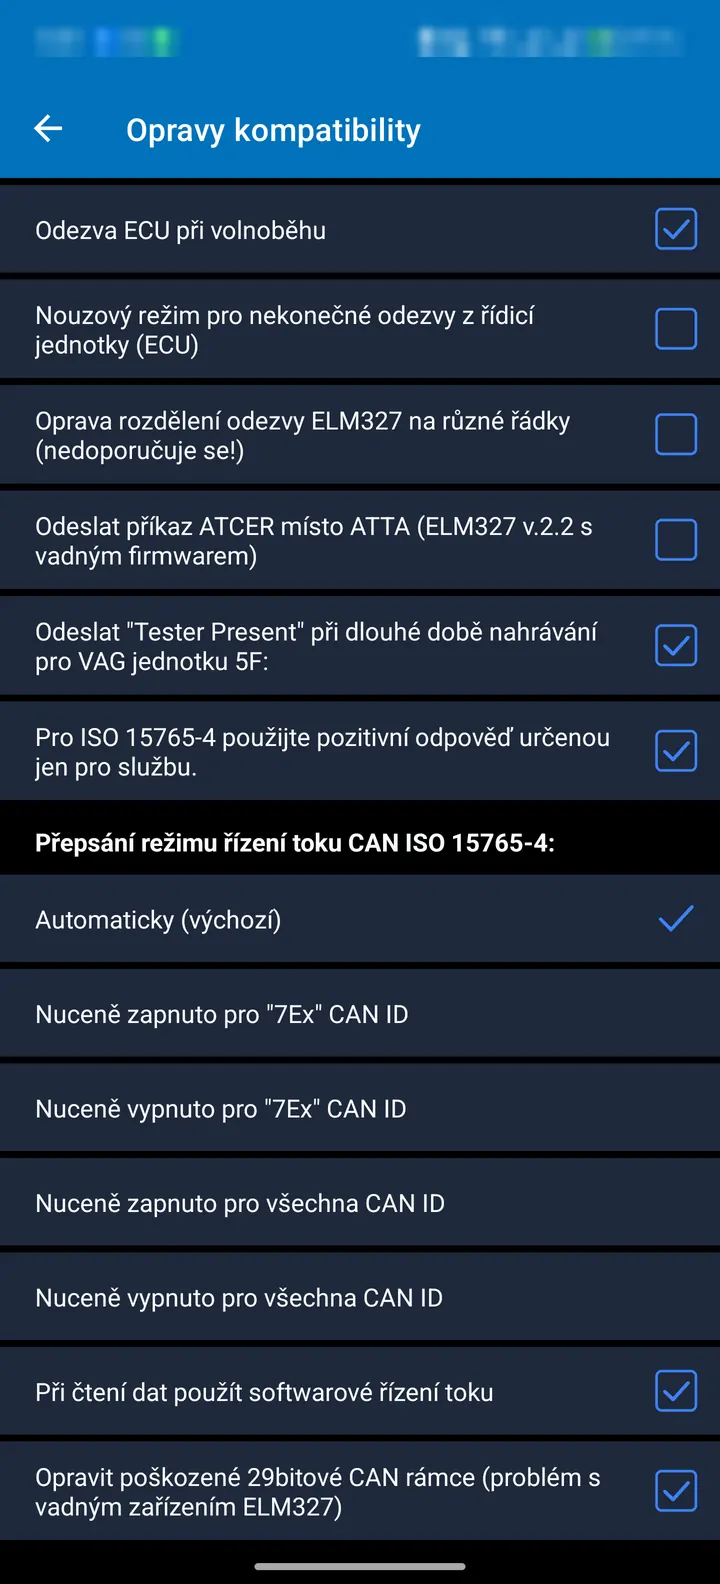 Opravy kompatibility
Odezva ECU při volnoběhu
Nouzový režim pro nekonečné odezvy z řídicí
jednotky (ECU)
Oprava rozdělení odezvy ELM327 na různé řádky
(nedoporučuje se!)
Odeslat příkaz ATCER místo ATTA (ELM327 v.2.2 s
vadným firmwarem)
Odeslat "Tester Present" při dlouhé době nahrávání
pro VAG jednotku 5F:
Pro ISO 15765-4 použijte pozitivní odpověď určenou
jen pro službu.
Přepsání režimu řízení toku CAN ISO 15765-4:
Automaticky (výchozí)
Nuceně zapnuto pro "7Ex" CAN ID
Nuceně vypnuto pro "7Ex" CAN ID
Nuceně zapnuto pro všechna CAN ID
Nuceně vypnuto pro všechna CAN ID
Při čtení dat použít softwarové řízení toku
Opravit poškozené 29bitové CAN rámce (problém s
vadným zařízením ELM327)